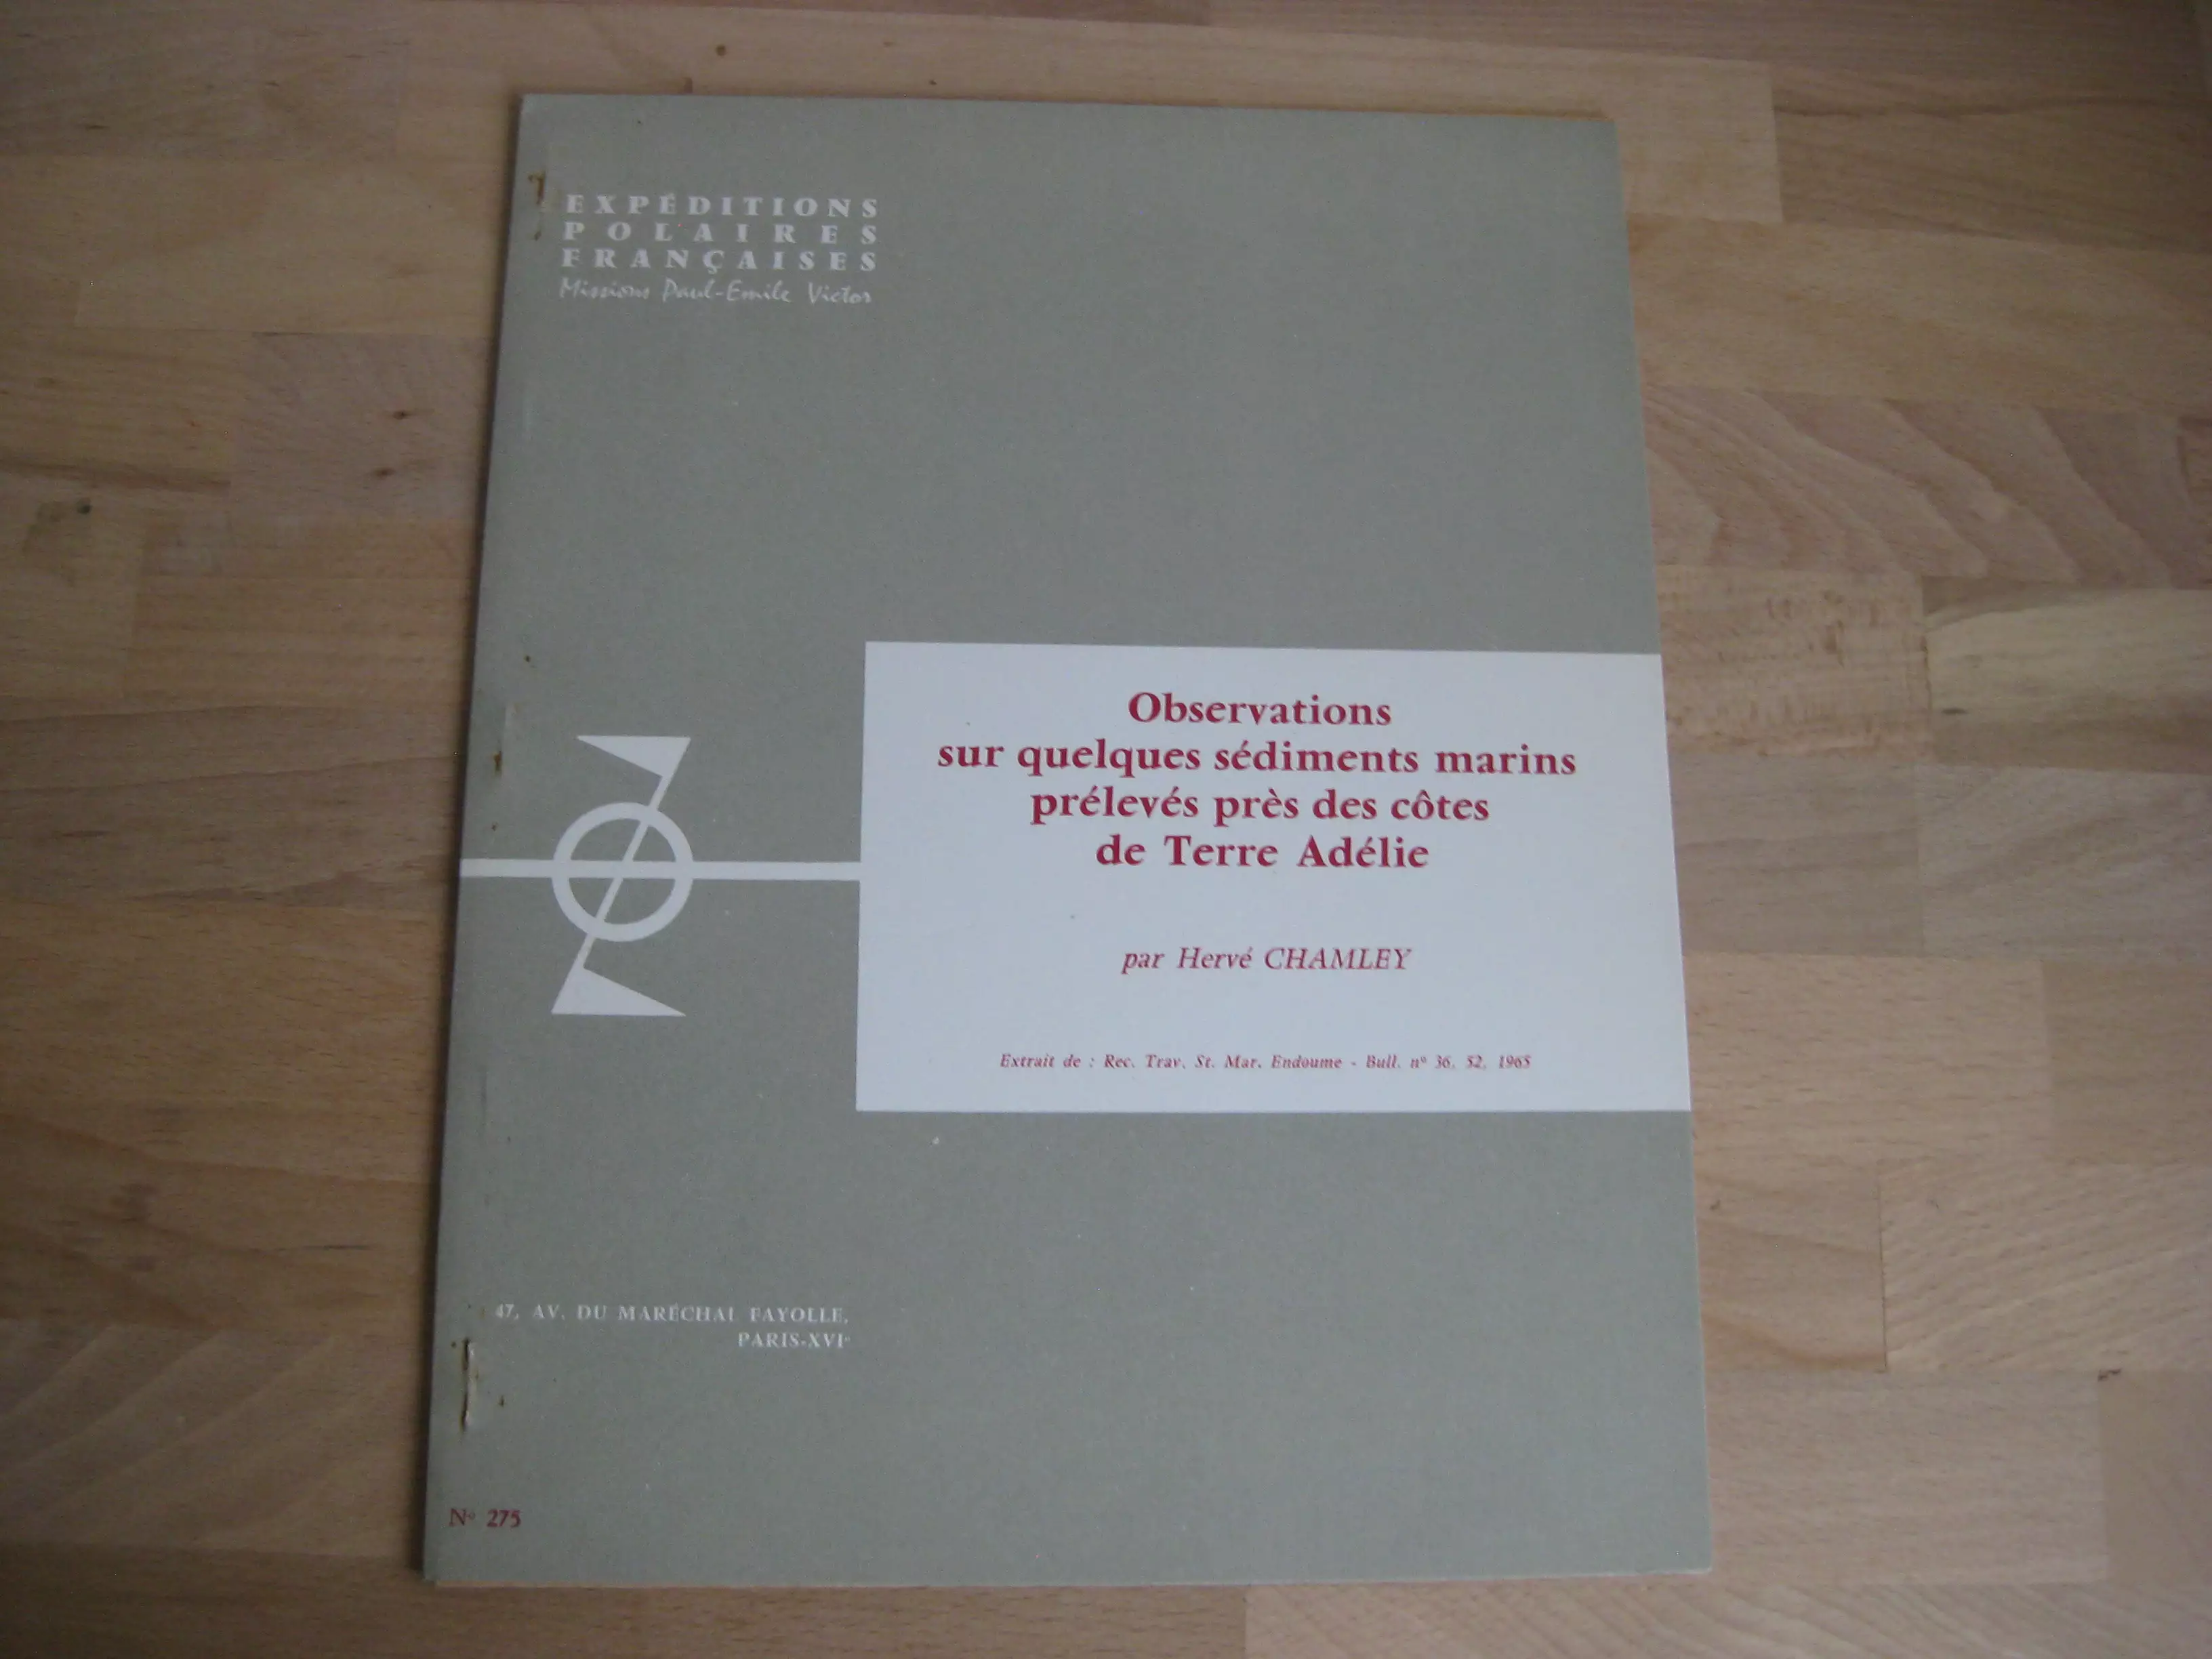 EXPÉDITIONS
POLAIRES
FRANÇAISES
Missions Paul-Emile Victor
Observations
sur quelques sédiments marins
prélevés près des côtes
de Terre Adélie
par Hervé CHAMLEY
Extrait de : Rec. Trav. St. Mar. Endoume - Bull. n° 36, 52, 1965
47, AV. DU MARÉCHAL FAYOLLE,
PARIS-XVIe
N° 275